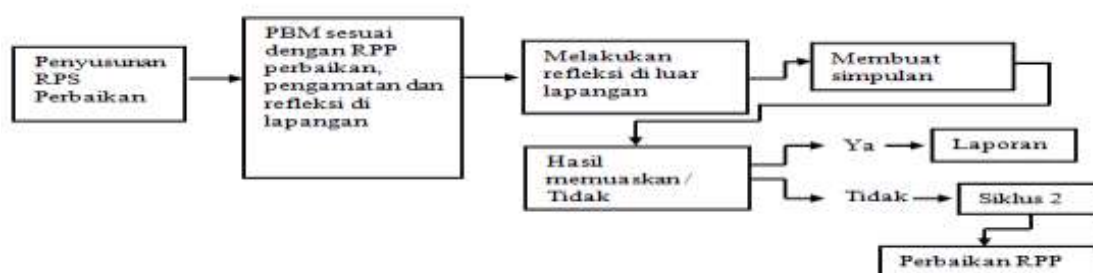 Penyusunan
RPS
Perbaikan
PBM sesuai
dengan RPP
perbaikan,
pengamatan dan
refleksi di
lapangan
Melakukan
refleksi di luar
lapangan
Membuat
simpulan
Hasil
memuaskan /
Tidak
Ya
Laporan
Tidak
Siklus 2
Perbaikan RPP